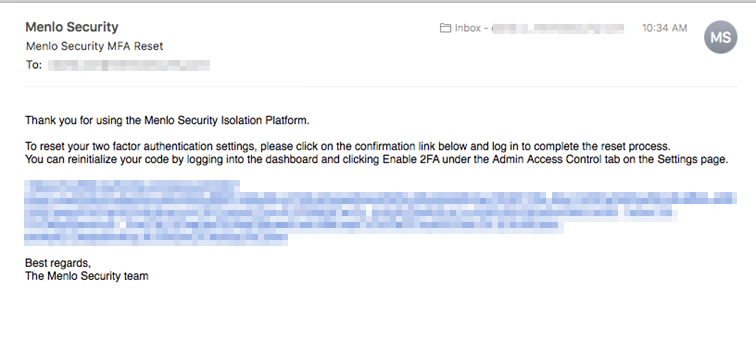 Menlo Security
Inbox - 
10:34 AM
MS
Menlo Security MFA Reset
To:
Thank you for using the Menlo Security Isolation Platform.
To reset your two factor authentication settings, please click on the confirmation link below and log in to complete the reset process.
You can reinitialize your code by logging into the dashboard and clicking Enable 2FA under the Admin Access Control tab on the Settings page.
Best regards,
The Menlo Security team